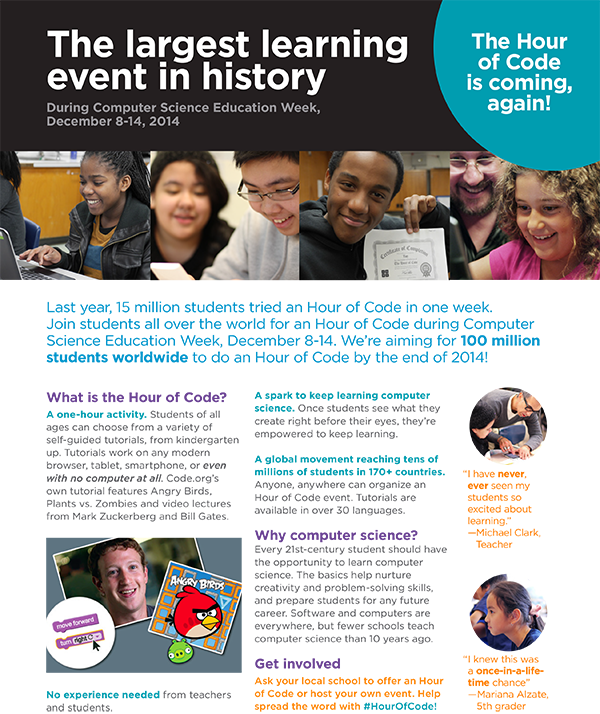 The largest learning
event in history
During Computer Science Education Week,
December 8-14, 2014
The Hour
of Code
is coming,
again!
Certificate of Completion
Last year, 15 million students tried an Hour of Code in one week.
Join students all over the world for an Hour of Code during Computer
Science Education Week, December 8-14. We’re aiming for 100 million
students worldwide to do an Hour of Code by the end of 2014!
What is the Hour of Code?
A one-hour activity. Students of all
ages can choose from a variety of
self-guided tutorials, from kindergarten
up. Tutorials work on any modern
browser, tablet, smartphone, or even
with no computer at all. Code.org’s
own tutorial features Angry Birds,
Plants vs. Zombies and video lectures
from Mark Zuckerberg and Bill Gates.
move forward
turn right
ANGRY BIRDS
No experience needed from teachers
and students.
A spark to keep learning computer
science. Once students see what they
create right before their eyes, they’re
empowered to keep learning.
A global movement reaching tens of
millions of students in 170+ countries.
Anyone, anywhere can organize an
Hour of Code event. Tutorials are
available in over 30 languages.
Why computer science?
Every 21st-century student should have
the opportunity to learn computer
science. The basics help nurture
creativity and problem-solving skills,
and prepare students for any future
career. Software and computers are
everywhere, but fewer schools teach
computer science than 10 years ago.
Get involved
Ask your local school to offer an Hour
of Code or host your own event. Help
spread the word with #HourOfCode!
“I have never,
ever seen my
students so
excited about
learning.”
—Michael Clark,
Teacher
“I knew this was
a once-in-a-life-
time chance”
—Mariana Alzate,
5th grader